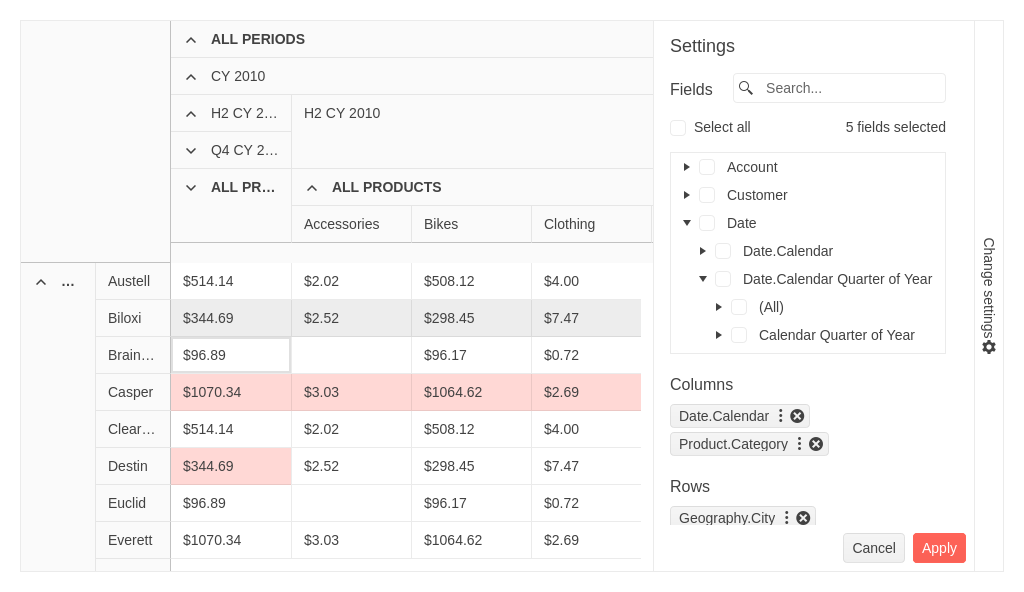 ALL PERIODS
CY 2010
H2 CY 2… H2 CY 2010
Q4 CY 2…
ALL PR… ALL PRODUCTS
Accessories Bikes Clothing
… Austell $514.14 $2.02 $508.12 $4.00
Biloxi $344.69 $2.52 $298.45 $7.47
Brain… $96.89 $96.17 $0.72
Casper $1070.34 $3.03 $1064.62 $2.69
Clear… $514.14 $2.02 $508.12 $4.00
Destin $344.69 $2.52 $298.45 $7.47
Euclid $96.89 $96.17 $0.72
Everett $1070.34 $3.03 $1064.62 $2.69
Settings
Fields Search...
Select all 5 fields selected
Account
Customer
Date
Date.Calendar
Date.Calendar Quarter of Year
(All)
Calendar Quarter of Year
Columns
Date.Calendar
Product.Category
Rows
Geography.City
Cancel Apply
Change settings